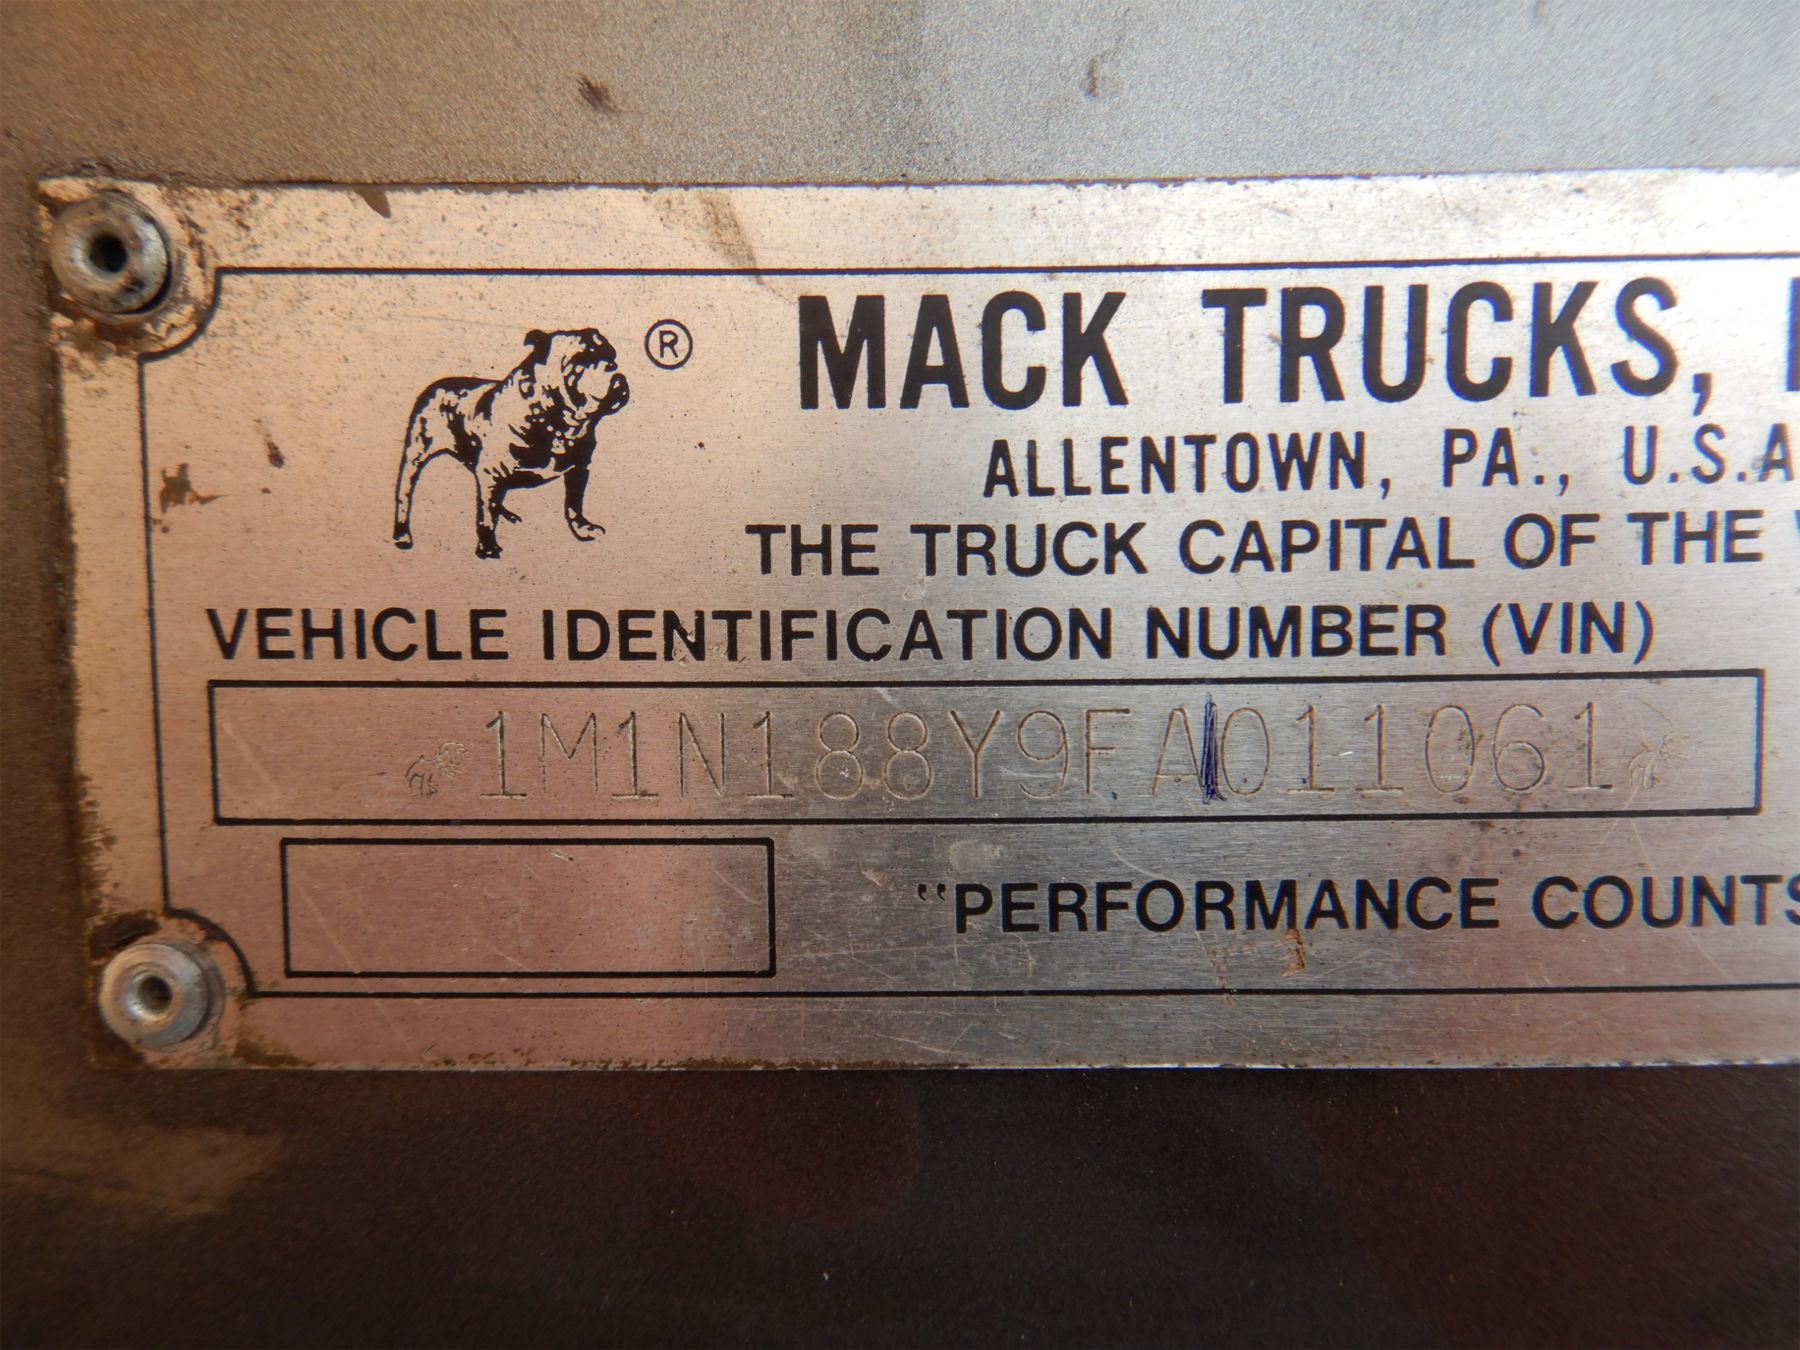 ®
MACK TRUCKS,
ALLENTOWN, PA., U.S.A
THE TRUCK CAPITAL OF THE
VEHICLE IDENTIFICATION NUMBER (VIN)
1M1N188Y9FA011061
"PERFORMANCE COUNTS